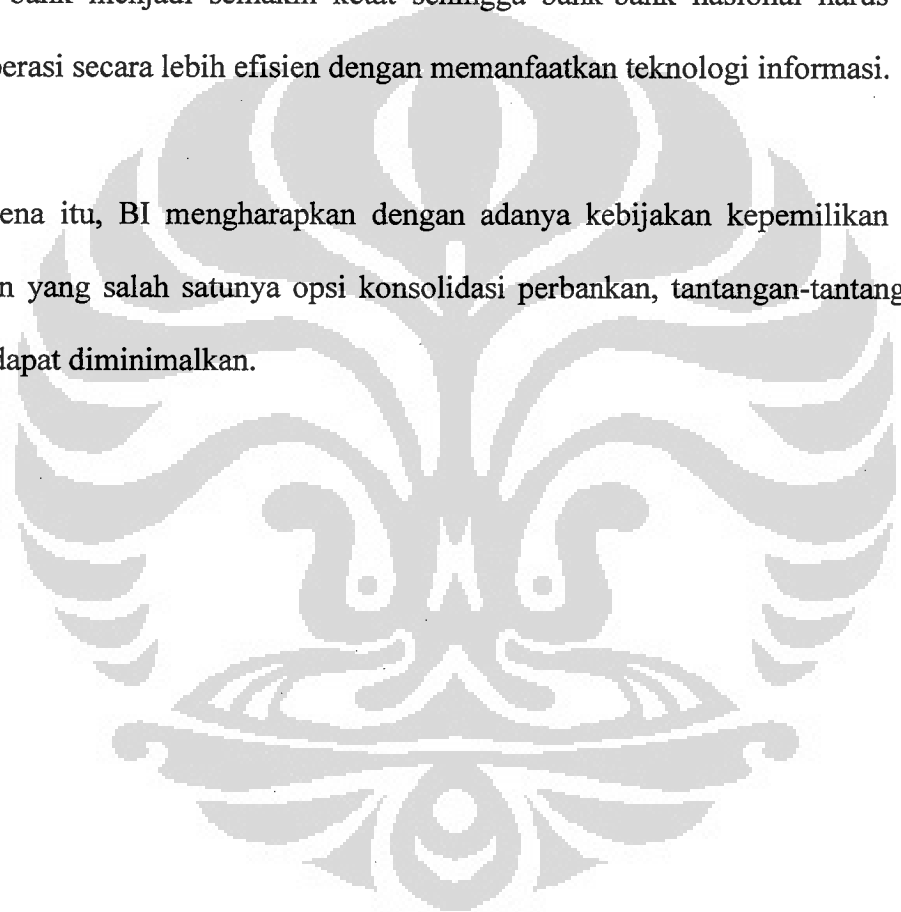 bank menjadi semakin ketat sehingga bank-bank nasional harus
perasi secara lebih efisien dengan memanfaatkan teknologi informasi.
ena itu, BI mengharapkan dengan adanya kebijakan kepemilikan
n yang salah satunya opsi konsolidasi perbankan, tantangan-tantang
dapat diminimalkan.